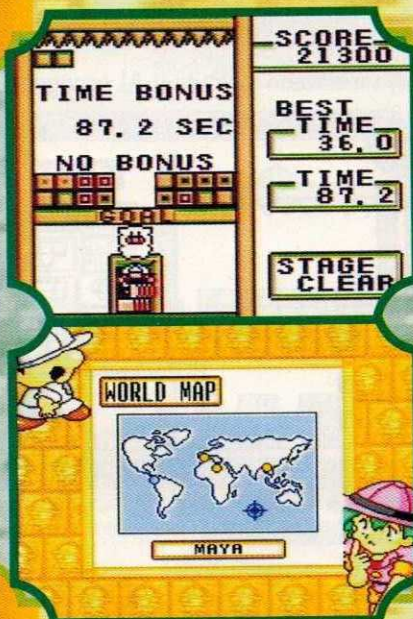 SCORE
21300
TIME BONUS
87.2 SEC
NO BONUS
GOAL
BEST
TIME
36.0
TIME
87.2
STAGE
CLEAR
WORLD MAP
MAYA